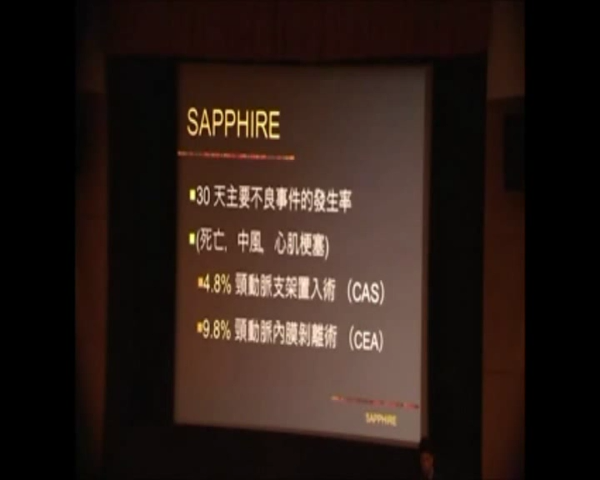 SAPPHIRE
30 天主要不良事件的發生率
(死亡, 中風, 心肌梗塞)
4.8% 頸動脈支架置入術 (CAS)
9.8% 頸動脈內膜剝離術 (CEA)
SAPPHIRE